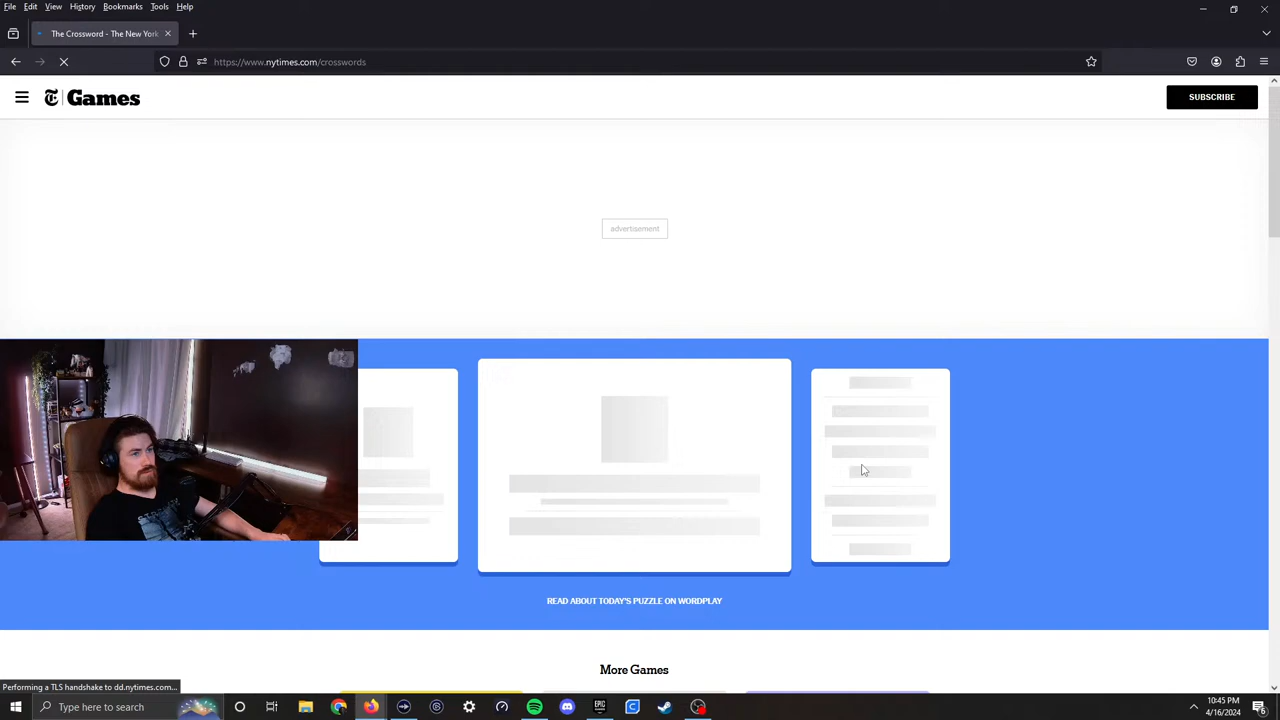 File Edit View History Bookmarks Tools Help
The Crossword - The New York
https://www.nytimes.com/crosswords
Games
SUBSCRIBE
advertisement
READ ABOUT TODAY'S PUZZLE ON WORDPLAY
More Games
Performing a TLS handshake to dd.nytimes.com...
Type here to search
EPIC
10:45 PM
4/16/2024
6